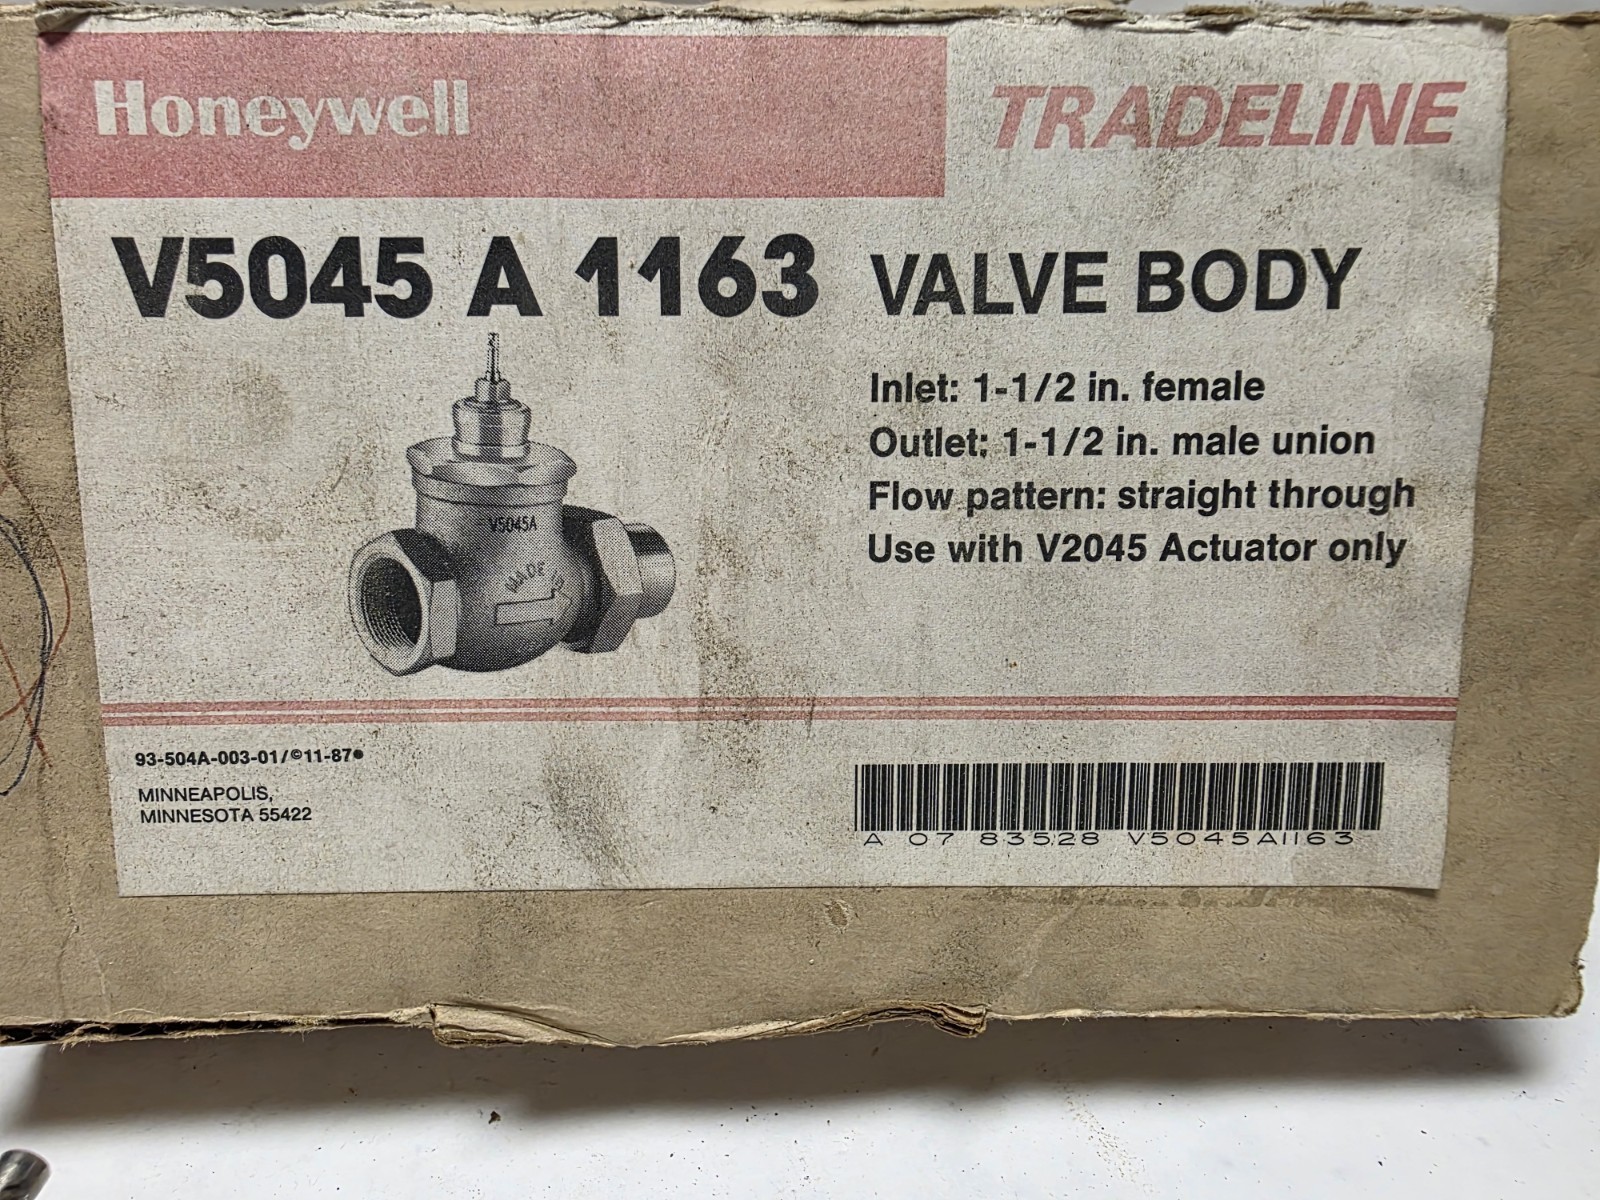 Honeywell
TRADELINE
V5045 A 1163 VALVE BODY
Inlet: 1-1/2 in. female
Outlet: 1-1/2 in. male union
Flow pattern: straight through
Use with V2045 Actuator only
V5045A
MADE
93-504A-003-01/©11-87●
MINNEAPOLIS,
MINNESOTA 55422
A 07 83528 V5045A1163